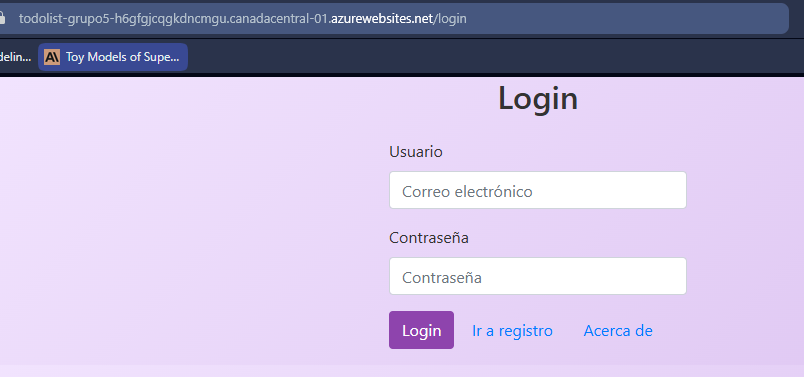 todolist-grupo5-h6gfgjcqgkdncmgu.canadacentral-01.azurewebsites.net/login
delin... Toy Models of Supe...
Login
Usuario
Correo electrónico
Contraseña
Contraseña
Login Ir a registro Acerca de